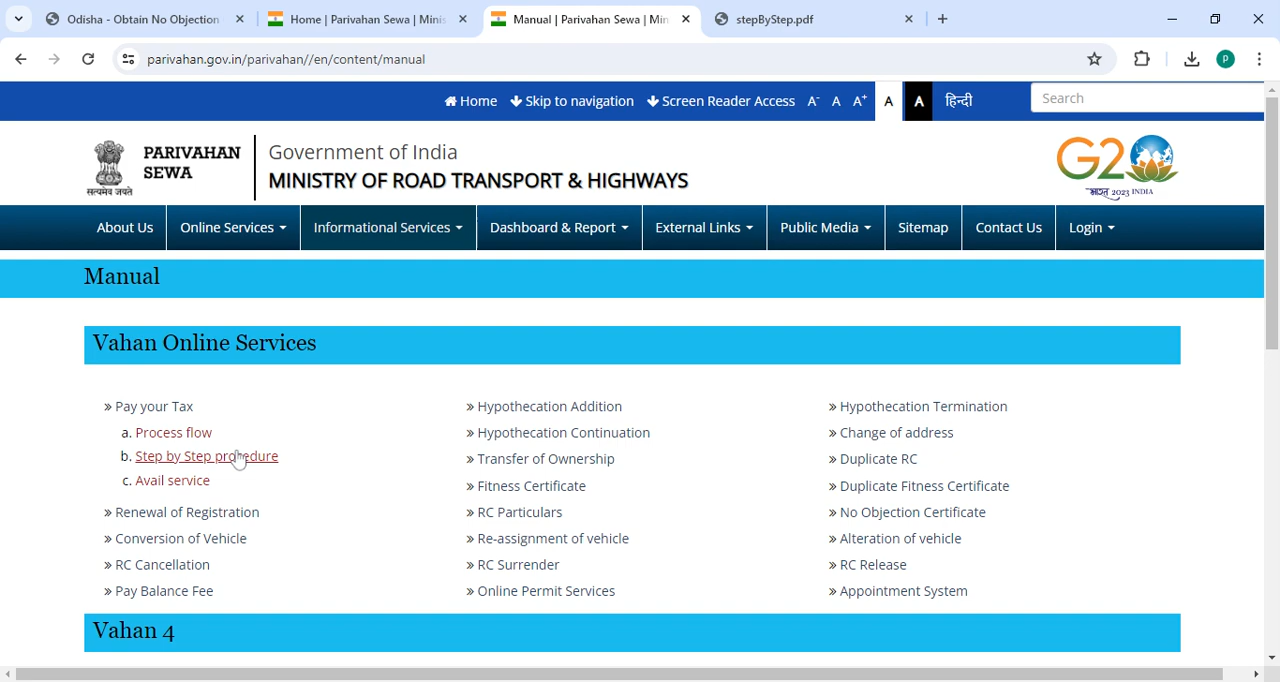 Odisha - Obtain No Objection
Home | Parivahan Sewa | Minis
Manual | Parivahan Sewa | Min
stepByStep.pdf
parivahan.gov.in/parivahan//en/content/manual
P
Home Skip to navigation Screen Reader Access A- A A+ A A हिन्दी Search
PARIVAHAN SEWA
सत्यमेव जयते
Government of India
MINISTRY OF ROAD TRANSPORT & HIGHWAYS
G20
भारत 2023 INDIA
About Us Online Services Informational Services Dashboard & Report External Links Public Media Sitemap Contact Us Login
Manual
Vahan Online Services
» Pay your Tax
a. Process flow
b. Step by Step procedure
c. Avail service
» Renewal of Registration
» Conversion of Vehicle
» RC Cancellation
» Pay Balance Fee
» Hypothecation Addition
» Hypothecation Continuation
» Transfer of Ownership
» Fitness Certificate
» RC Particulars
» Re-assignment of vehicle
» RC Surrender
» Online Permit Services
» Hypothecation Termination
» Change of address
» Duplicate RC
» Duplicate Fitness Certificate
» No Objection Certificate
» Alteration of vehicle
» RC Release
» Appointment System
Vahan 4